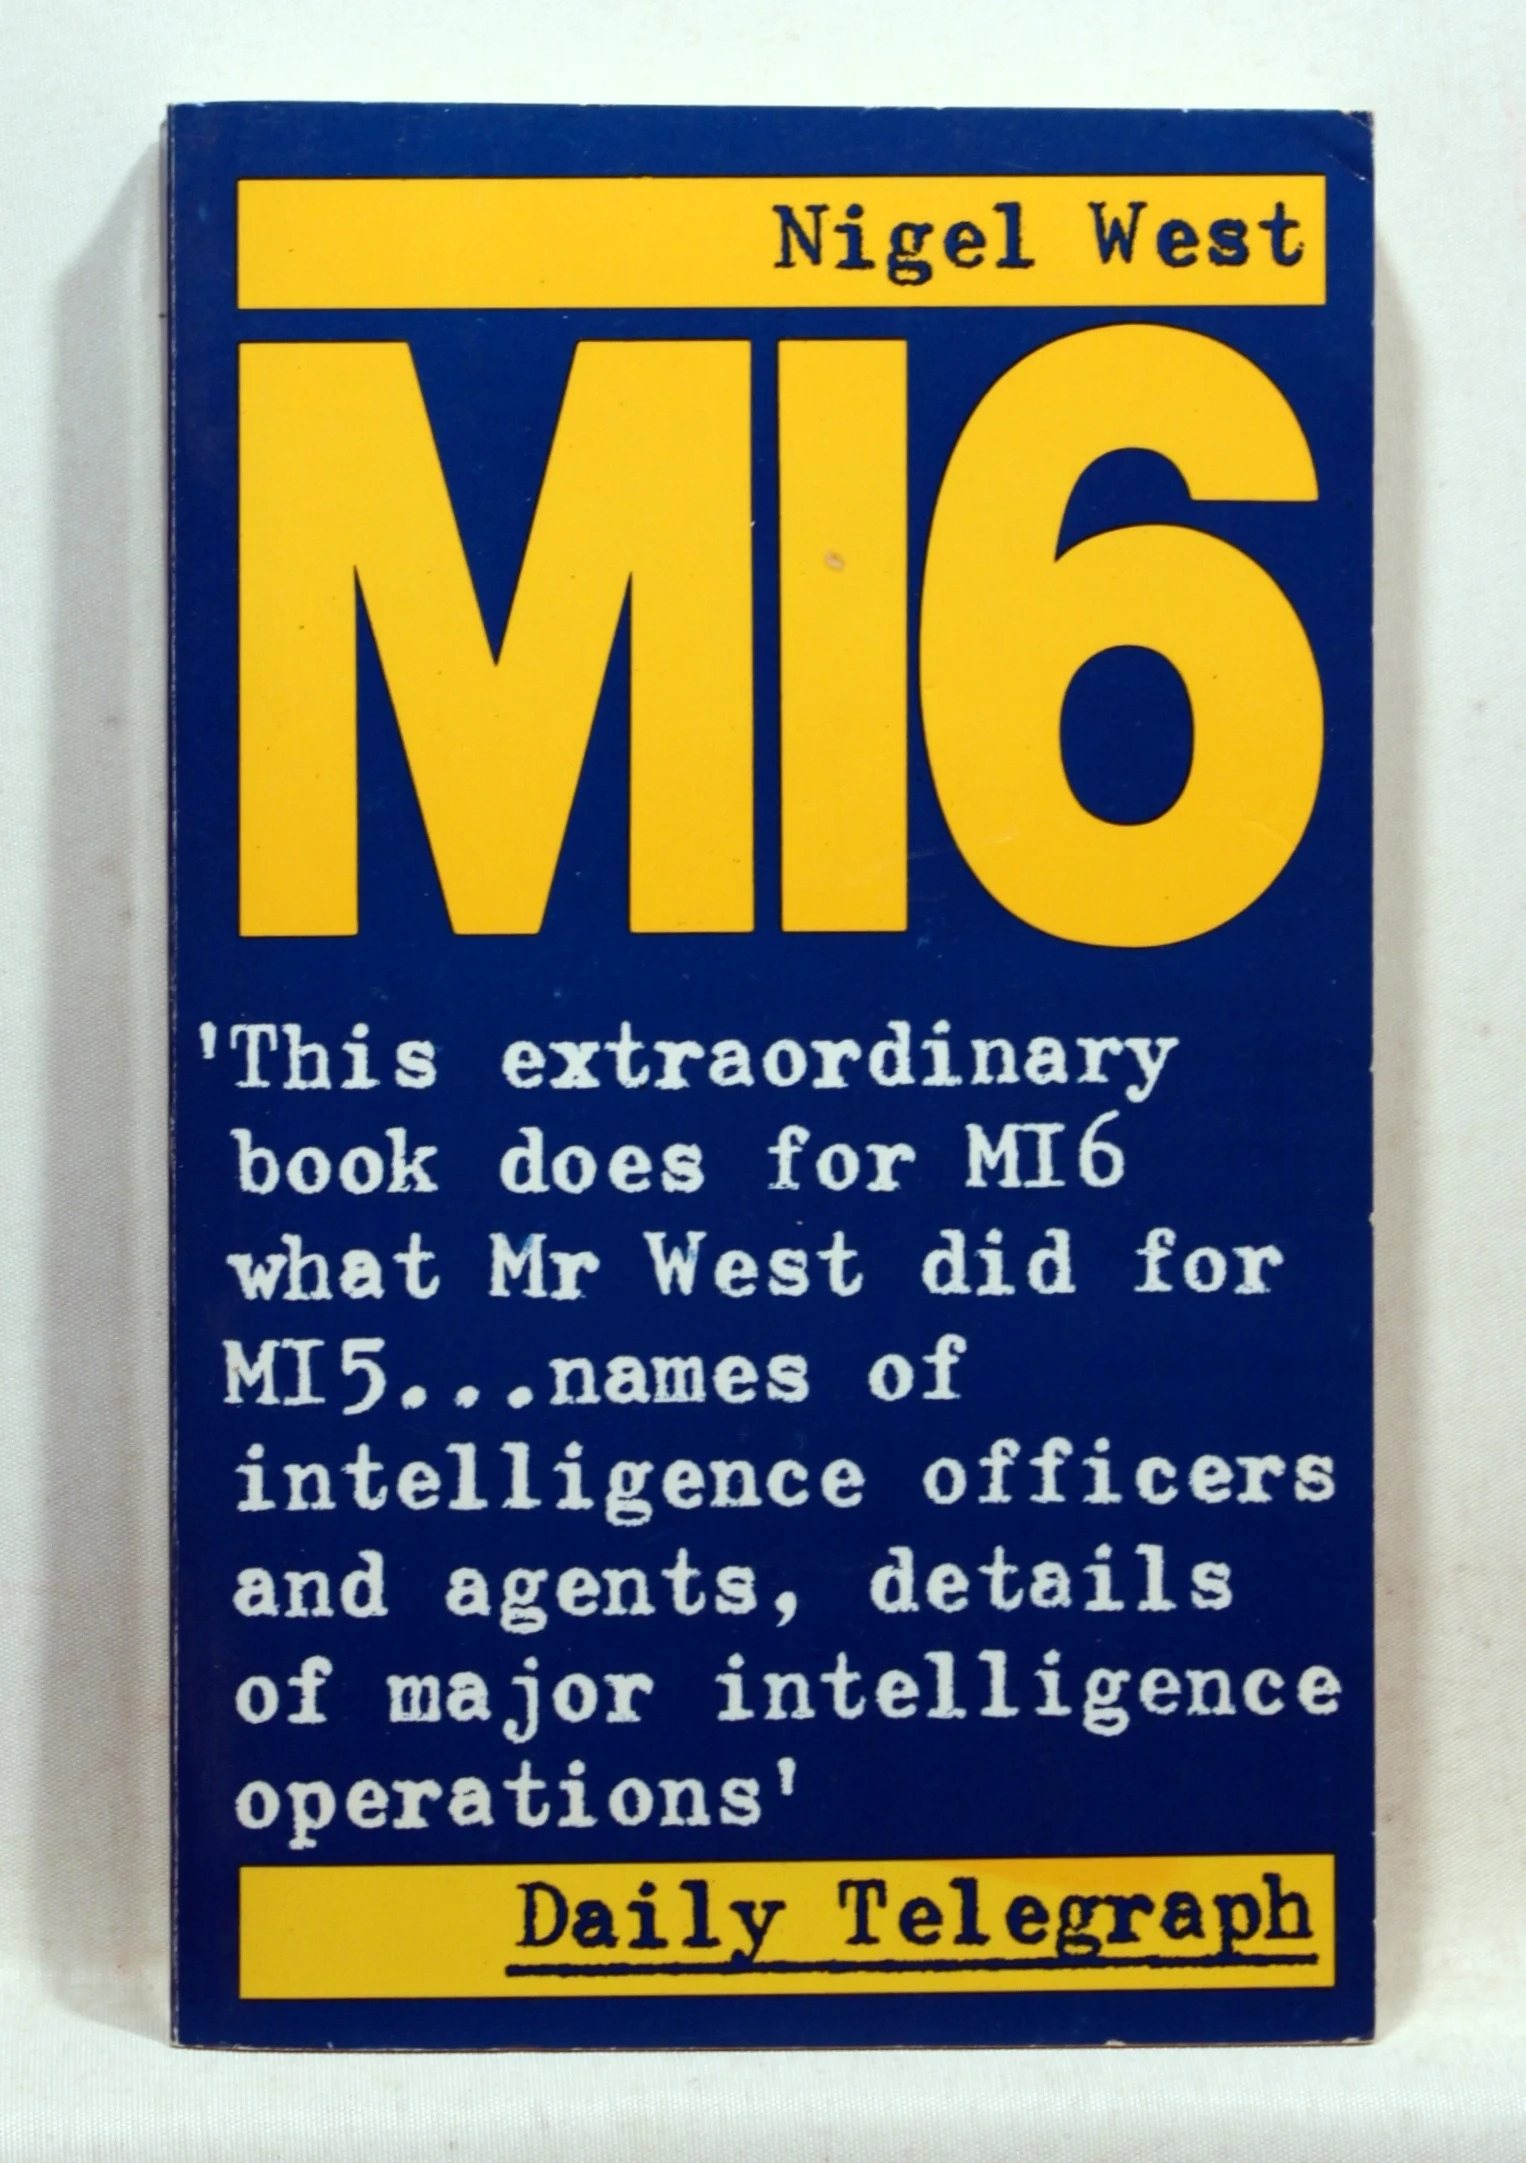 Nigel West
MI6
'This extraordinary
book does for MI6
what Mr West did for
MI5...names of
intelligence officers
and agents, details
of major intelligence
operations'
Daily Telegraph